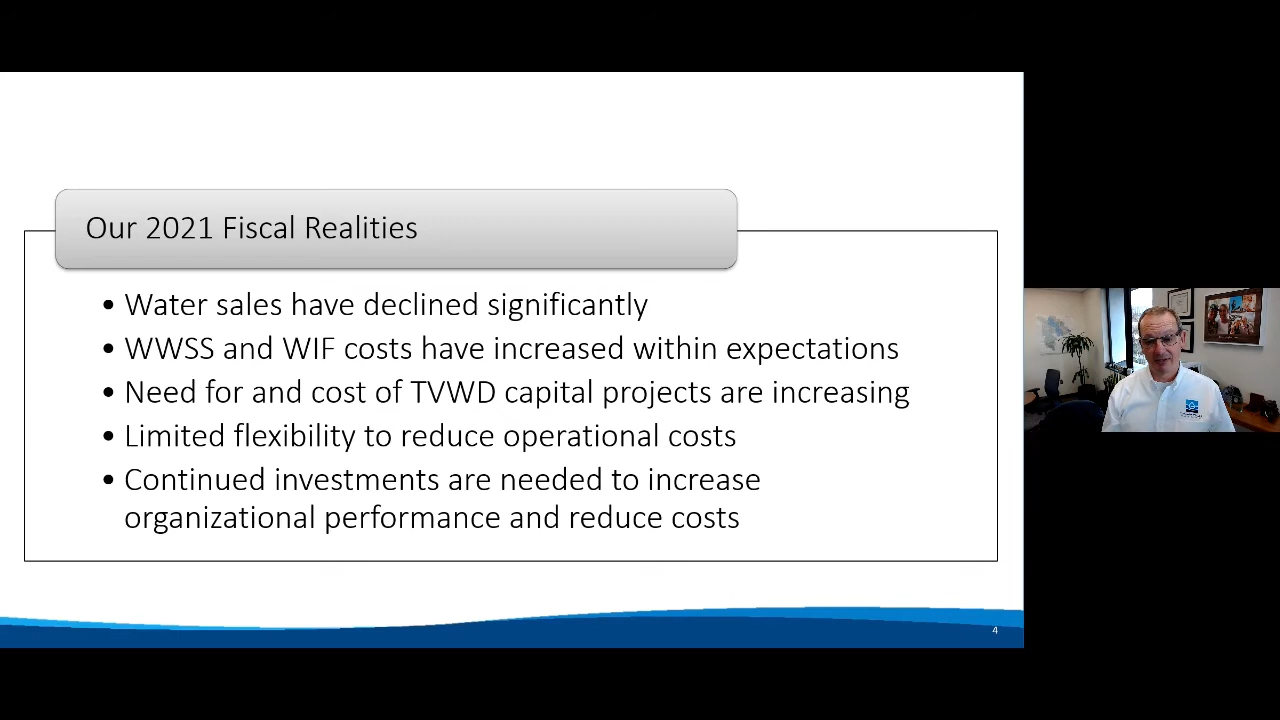 Our 2021 Fiscal Realities
• Water sales have declined significantly
• WWSS and WIF costs have increased within expectations
• Need for and cost of TVWD capital projects are increasing
• Limited flexibility to reduce operational costs
• Continued investments are needed to increase
organizational performance and reduce costs
4